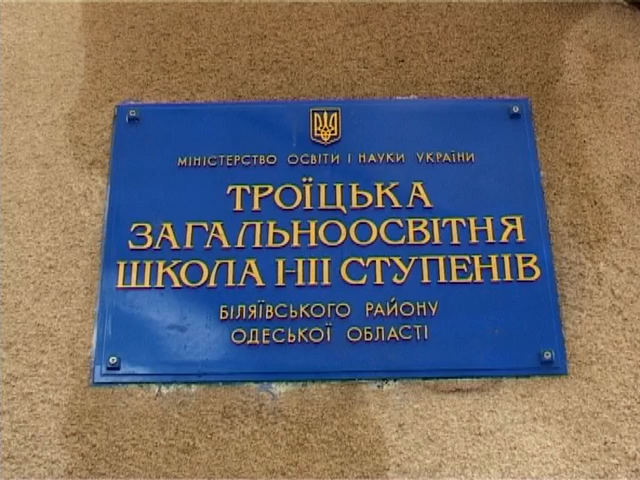 МІНІСТЕРСТВО ОСВІТИ І НАУКИ УКРАЇНИ
ТРОЇЦЬКА
ЗАГАЛЬНООСВІТНЯ
ШКОЛА І-ІІІ СТУПЕНІВ
БІЛЯЇВСЬКОГО РАЙОНУ
ОДЕСЬКОЇ ОБЛАСТІ